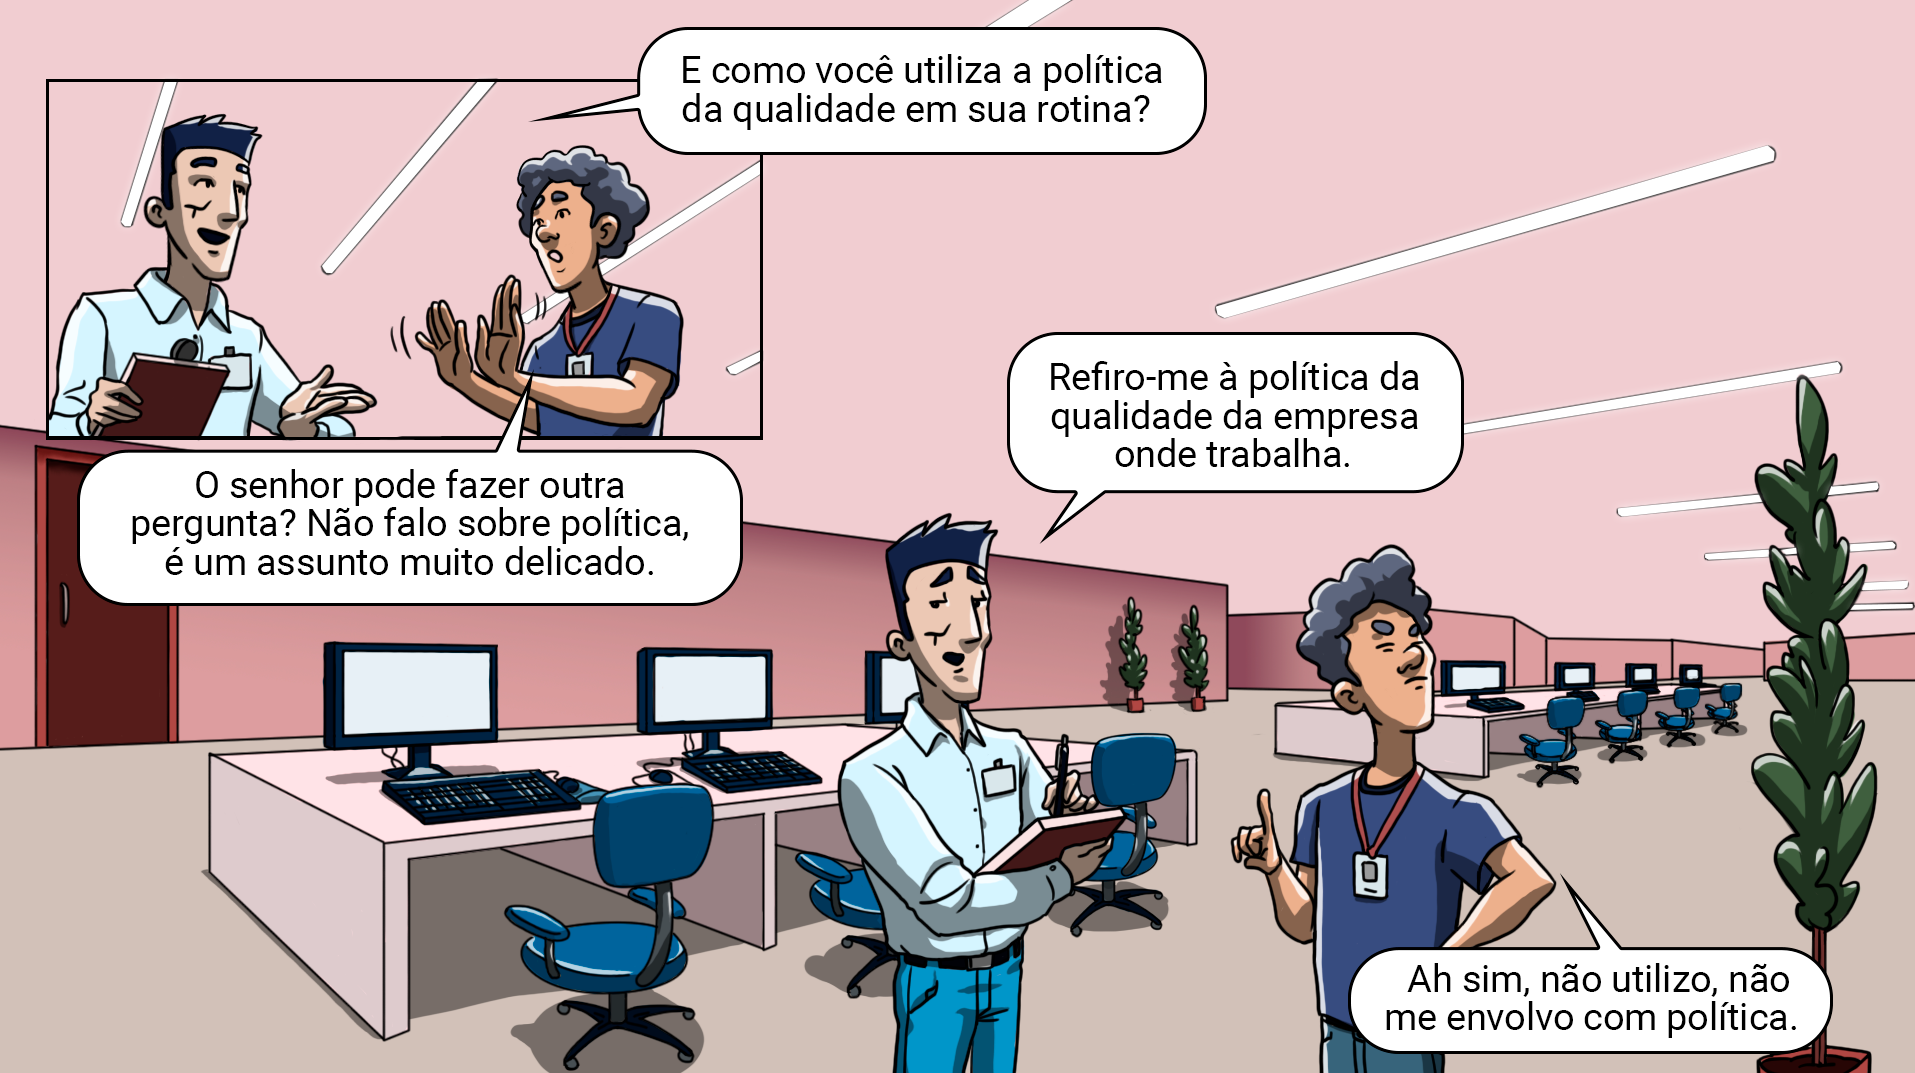 E como você utiliza a política
da qualidade em sua rotina?
O senhor pode fazer outra
pergunta? Não falo sobre política,
é um assunto muito delicado.
Refiro-me à política da
qualidade da empresa
onde trabalha.
Ah sim, não utilizo, não
me envolvo com política.